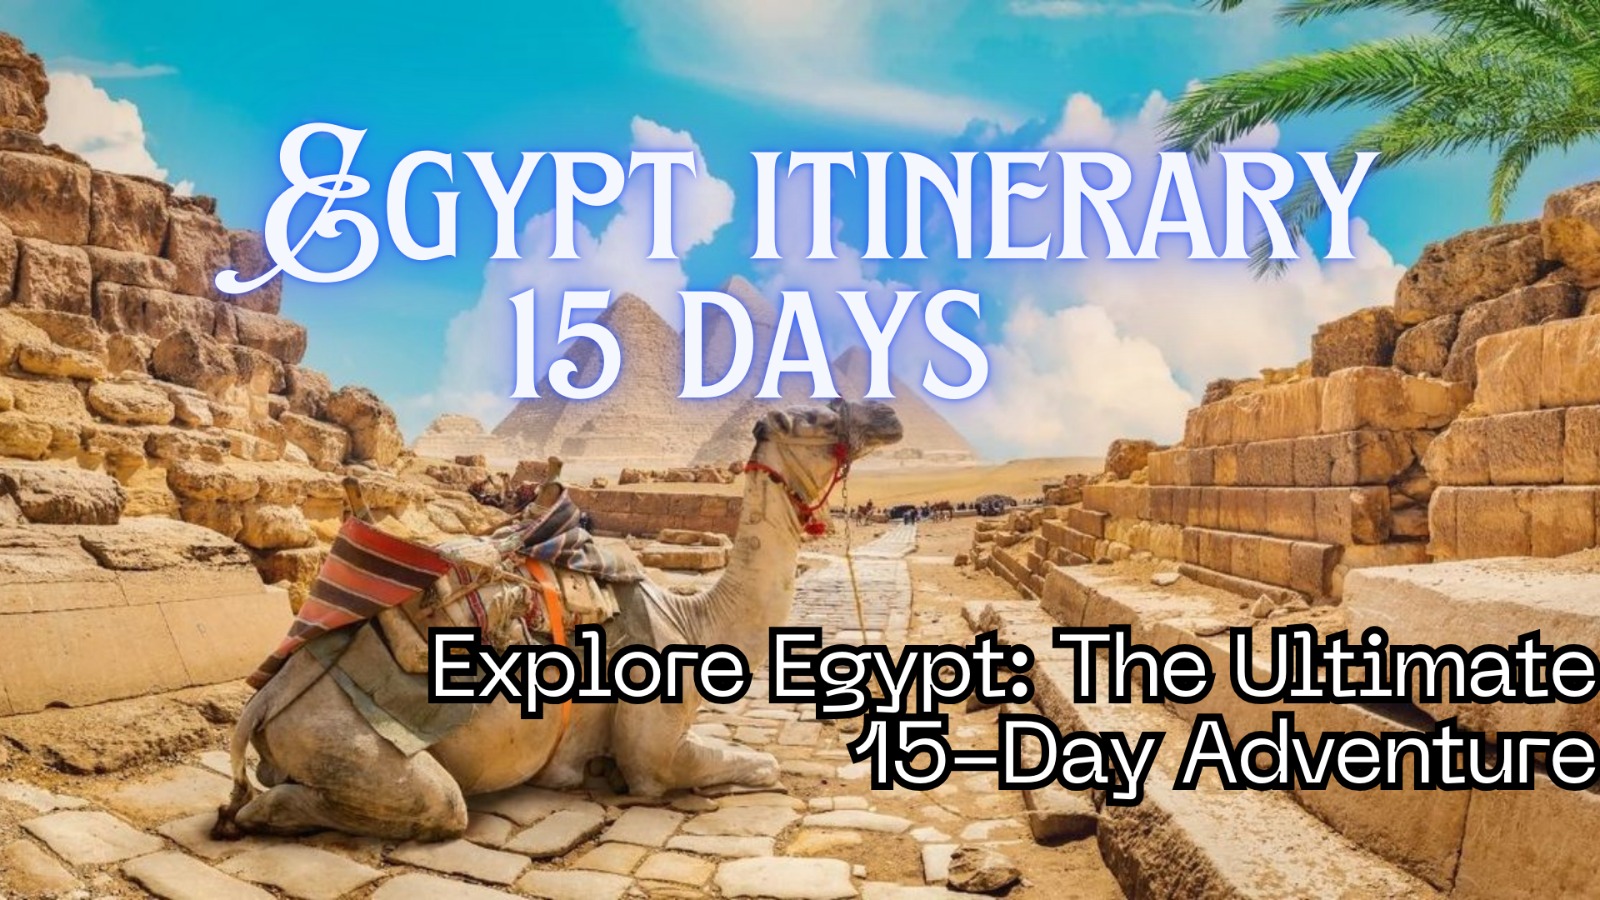 Egypt itinerary
15 days
Explore Egypt: The Ultimate
15-Day Adventure